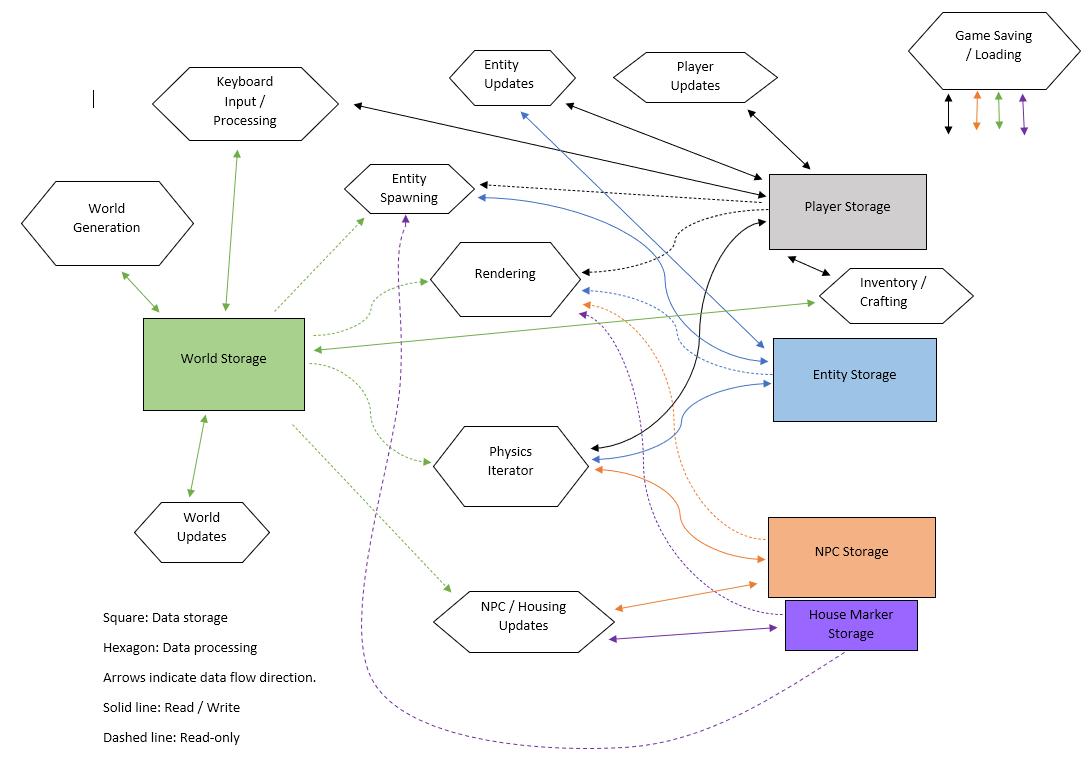 Game Saving
/ Loading
Entity
Updates
Player
Updates
Keyboard
Input /
Processing
Entity
Spawning
World
Generation
Player Storage
Rendering
Inventory /
Crafting
World Storage
Entity Storage
Physics
Iterator
World
Updates
NPC Storage
NPC / Housing
Updates
House Marker
Storage
Square: Data storage
Hexagon: Data processing
Arrows indicate data flow direction.
Solid line: Read / Write
Dashed line: Read-only